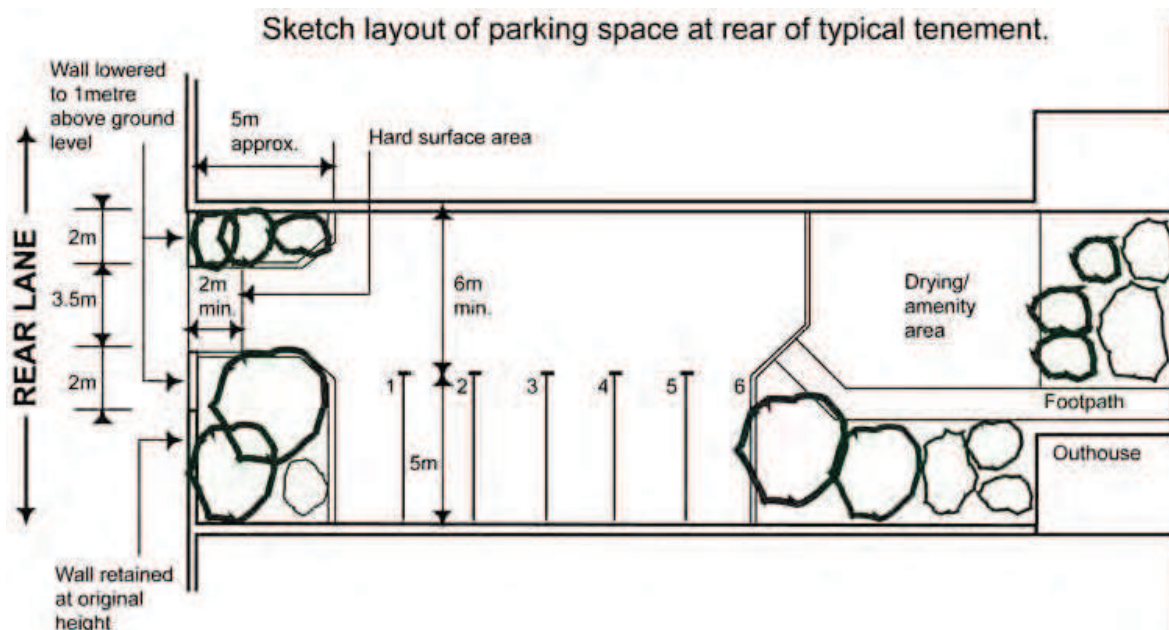 Sketch layout of parking space at rear of typical tenement.
Wall lowered
to 1metre
above ground
level
5m
approx.
Hard surface area
REAR LANE
2m
3.5m
2m
2m
min.
6m
min.
Drying/
amenity
area
1
2
3
4
5
6
Footpath
5m
Outhouse
Wall retained
at original
height